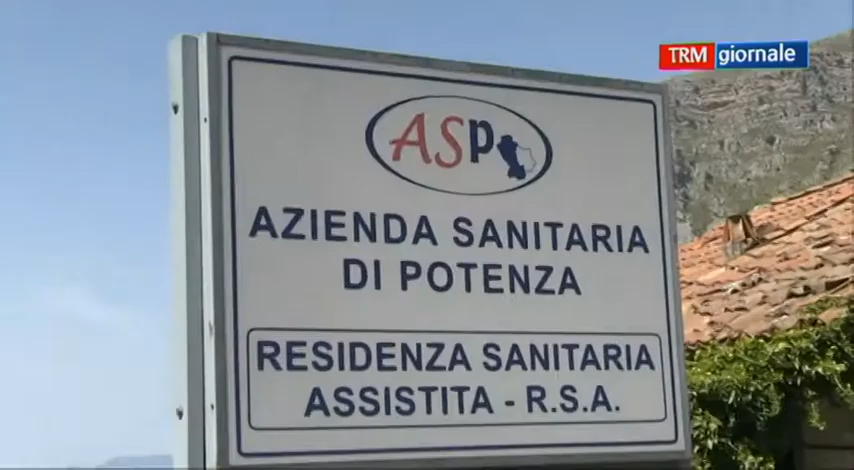 TRM giornale
ASP
AZIENDA SANITARIA
DI POTENZA
RESIDENZA SANITARIA
ASSISTITA - R.S.A.